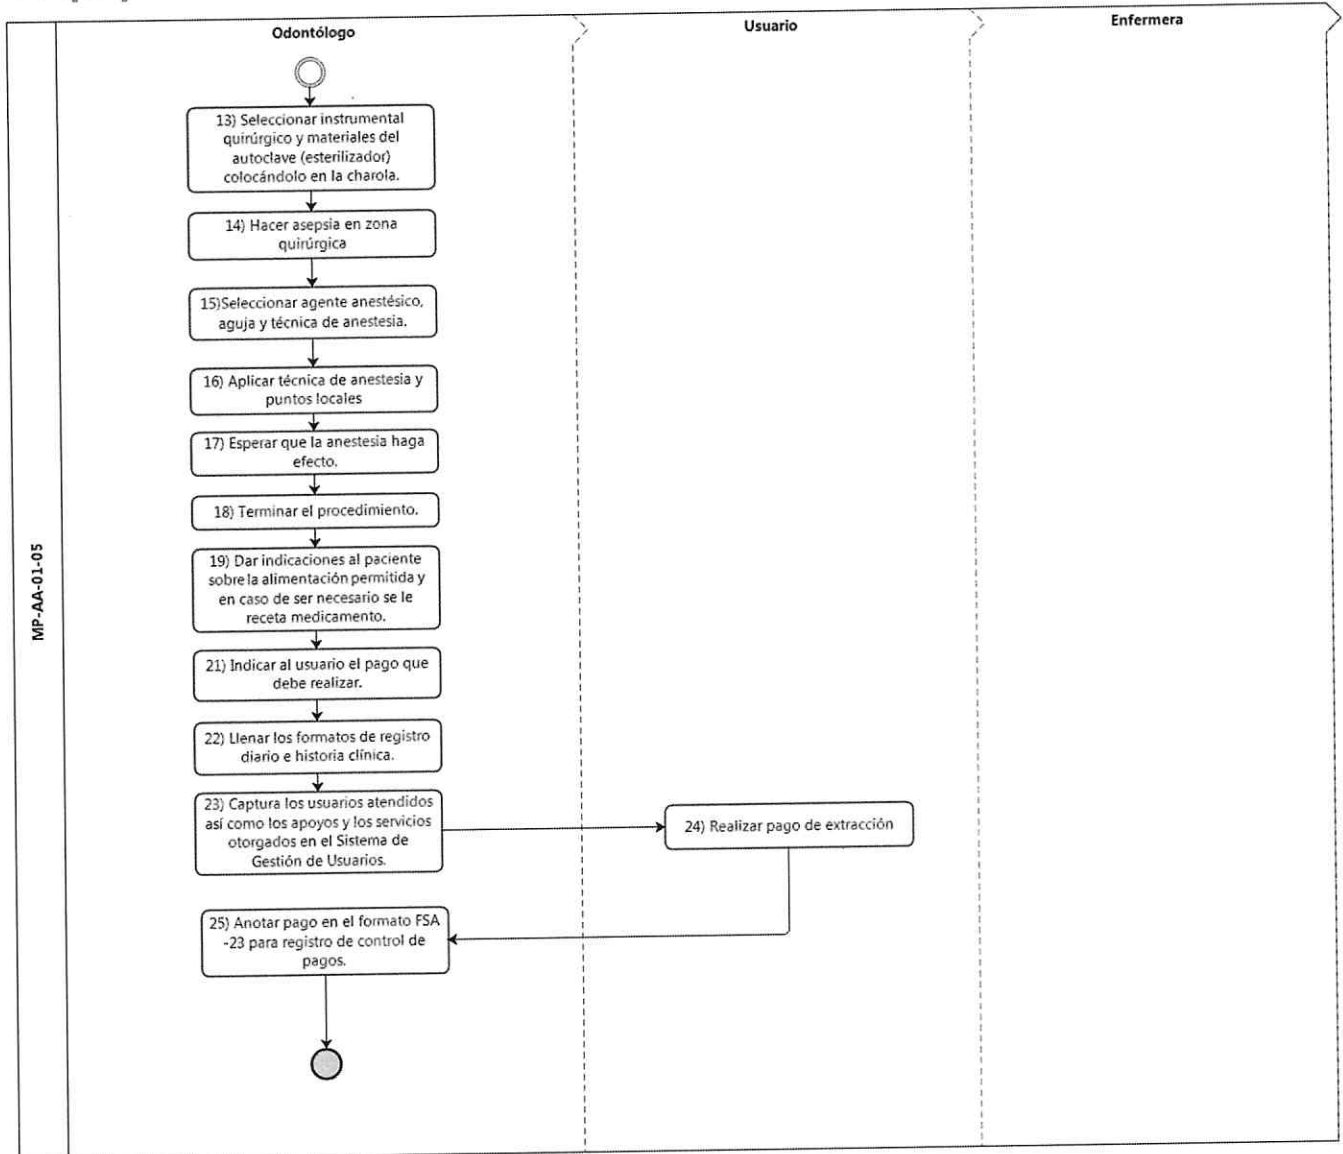 Odontólogo
Usuario
Enfermera
MP-AA-01-05
13) Seleccionar instrumental
quirúrgico y materiales del
autoclave (esterilizador)
colocándolo en la charola.
14) Hacer asepsia en zona
quirúrgica
15)Seleccionar agente anestésico,
aguja y técnica de anestesia.
16) Aplicar técnica de anestesia y
puntos locales
17) Esperar que la anestesia haga
efecto.
18) Terminar el procedimiento.
19) Dar indicaciones al paciente
sobre la alimentación permitida y
en caso de ser necesario se le
receta medicamento.
21) Indicar al usuario el pago que
debe realizar.
22) Llenar los formatos de registro
diario e historia clínica.
23) Captura los usuarios atendidos
así como los apoyos y los servicios
otorgados en el Sistema de
Gestión de Usuarios.
24) Realizar pago de extracción
25) Anotar pago en el formato FSA
-23 para registro de control de
pagos.